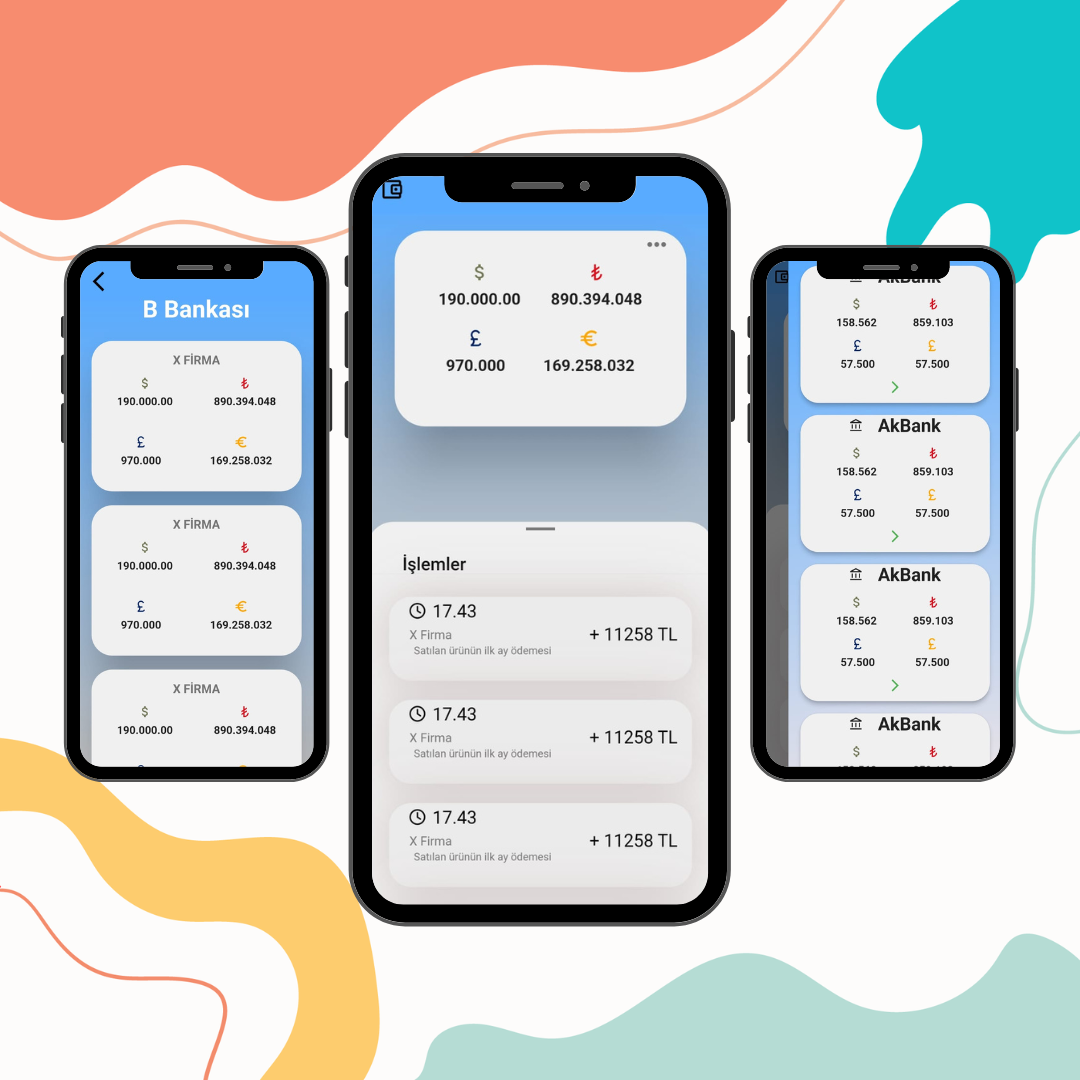 B Bankası
X FİRMA
$ ₺
190.000.00 890.394.048
£ €
970.000 169.258.032
X FİRMA
$ ₺
190.000.00 890.394.048
£ €
970.000 169.258.032
X FİRMA
$ ₺
190.000.00 890.394.048
$ ₺
190.000.00 890.394.048
£ €
970.000 169.258.032
İşlemler
17.43
X Firma
+ 11258 TL
Satılan ürünün ilk ay ödemesi
17.43
X Firma
+ 11258 TL
Satılan ürünün ilk ay ödemesi
17.43
X Firma
+ 11258 TL
Satılan ürünün ilk ay ödemesi
AkBank
$ ₺
158.562 859.103
£ £
57.500 57.500
AkBank
$ ₺
158.562 859.103
£ £
57.500 57.500
AkBank
$ ₺
158.562 859.103
£ £
57.500 57.500
AkBank
$ ₺